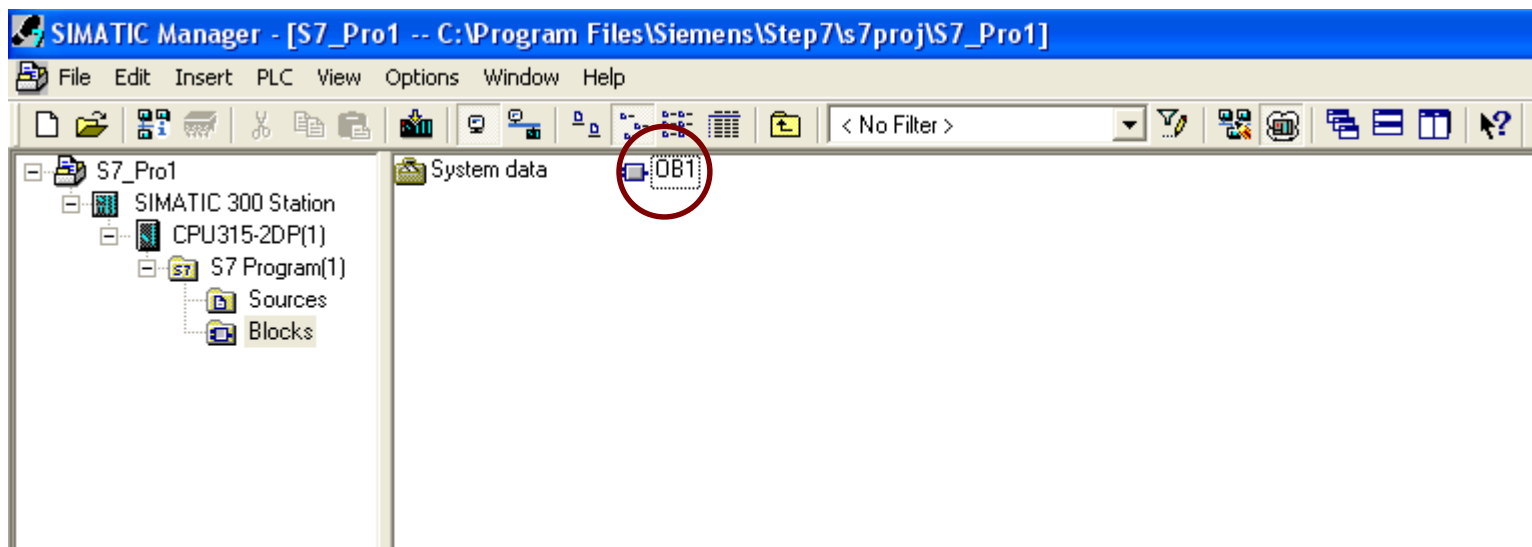 SIMATIC Manager - [S7_Pro1 -- C:\Program Files\Siemens\Step7\s7proj\S7_Pro1]
File Edit Insert PLC View Options Window Help
< No Filter >
S7_Pro1
SIMATIC 300 Station
CPU315-2DP(1)
S7 Program(1)
Sources
Blocks
System data OB1